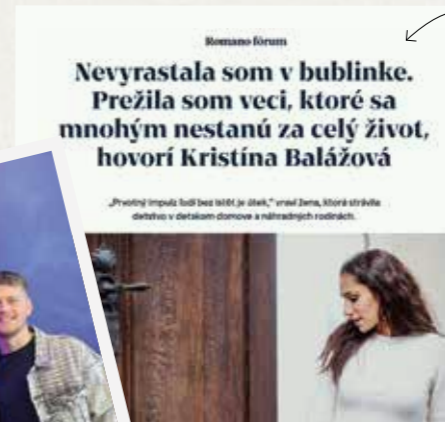 Romano fórum
Nevyrastala som v bublinke.
Prežila som veci, ktoré sa
mnohým nestanú za celý život,
hovorí Kristína Balážová
„Prvotný impulz ľudí bez istôt je útek,“ vraví žena, ktorá strávila
detstvo v detskom domove a náhradných rodinách.